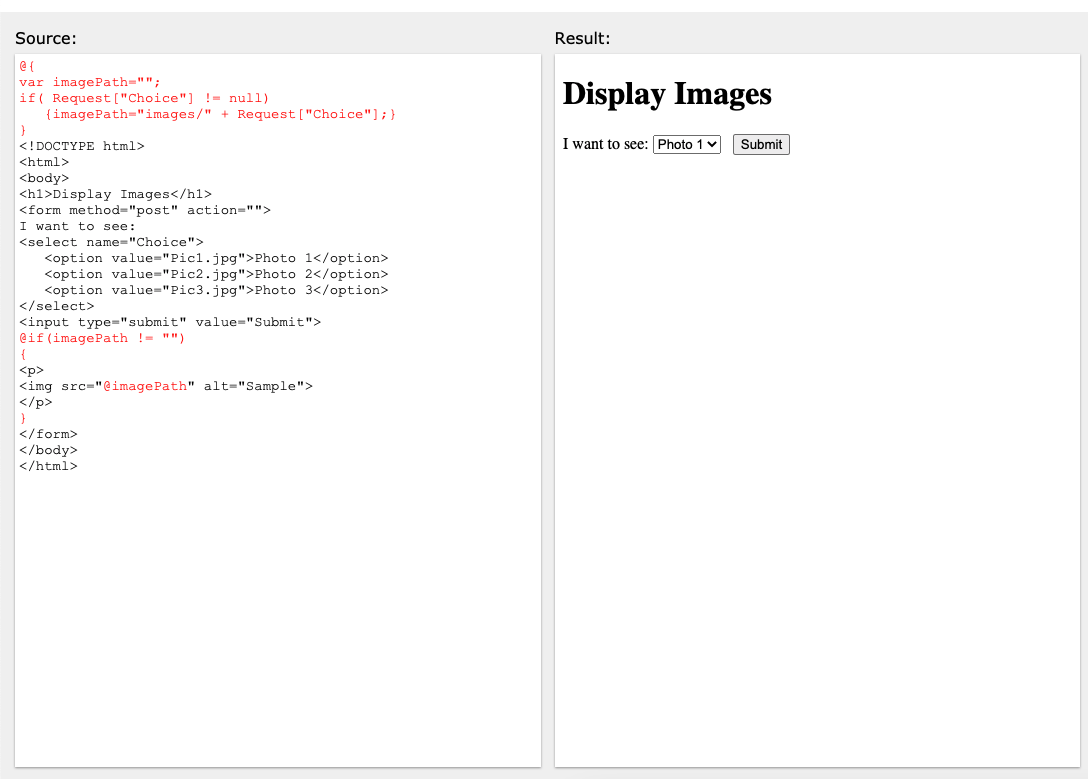 Source:
@{
var imagePath="";
if( Request["Choice"] != null)
   {imagePath="images/" + Request["Choice"];}
}
<!DOCTYPE html>
<html>
<body>
<h1>Display Images</h1>
<form method="post" action="">
I want to see:
<select name="Choice">
   <option value="Pic1.jpg">Photo 1</option>
   <option value="Pic2.jpg">Photo 2</option>
   <option value="Pic3.jpg">Photo 3</option>
</select>
<input type="submit" value="Submit">
@if(imagePath != "")
{
<p>
<img src="@imagePath" alt="Sample">
</p>
}
</form>
</body>
</html>
Result:
Display Images
I want to see: Photo 1 Submit